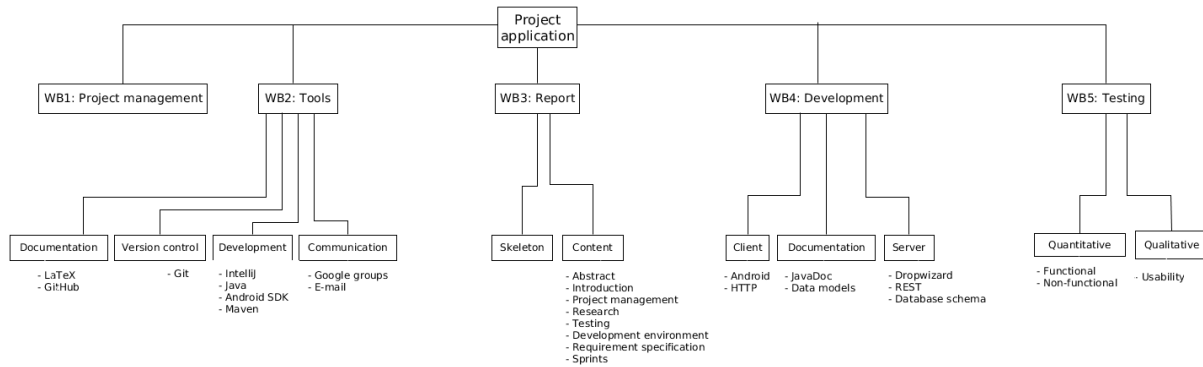 Project
application
WB1: Project management
WB2: Tools
WB3: Report
WB4: Development
WB5: Testing
Documentation
- LaTeX
- GitHub
Version control
- Git
Development
- IntelliJ
- Java
- Android SDK
- Maven
Communication
- Google groups
- E-mail
Skeleton
Content
- Abstract
- Introduction
- Project management
- Research
- Testing
- Development environment
- Requirement specification
- Sprints
Client
- Android
- HTTP
Documentation
- JavaDoc
- Data models
Server
- Dropwizard
- REST
- Database schema
Quantitative
- Functional
- Non-functional
Qualitative
- Usability